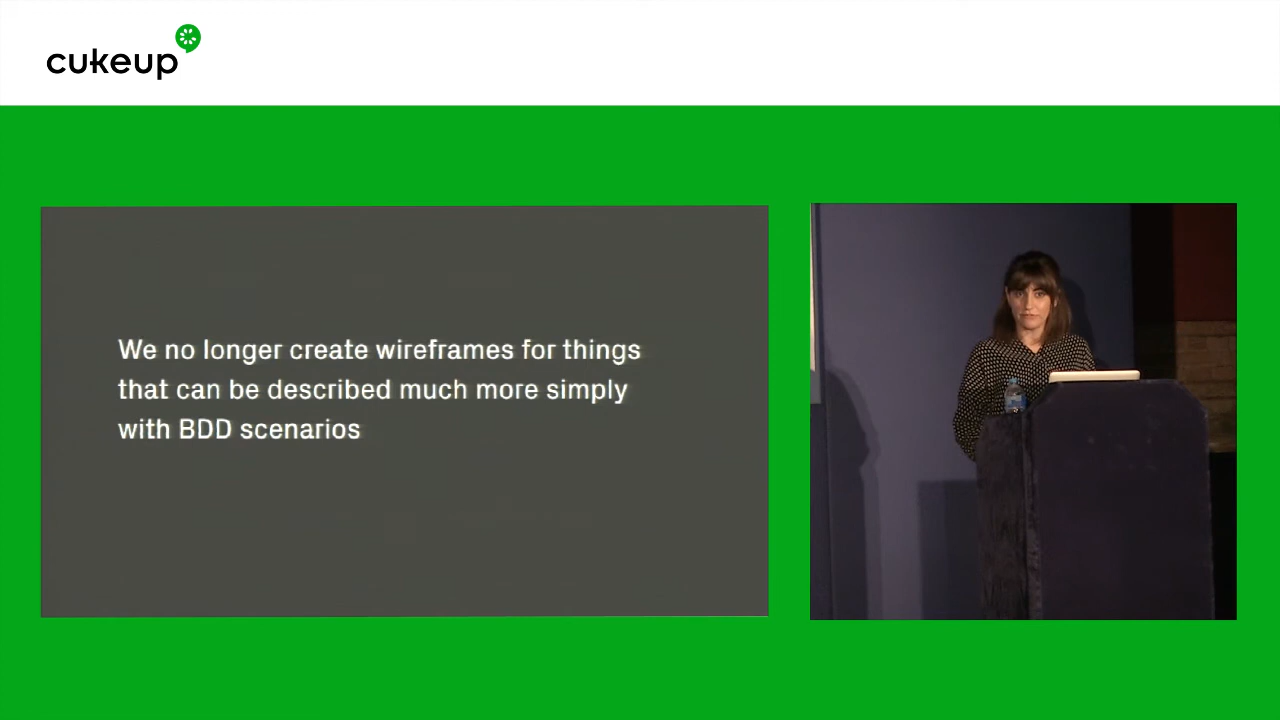 cukeup
We no longer create wireframes for things
that can be described much more simply
with BDD scenarios